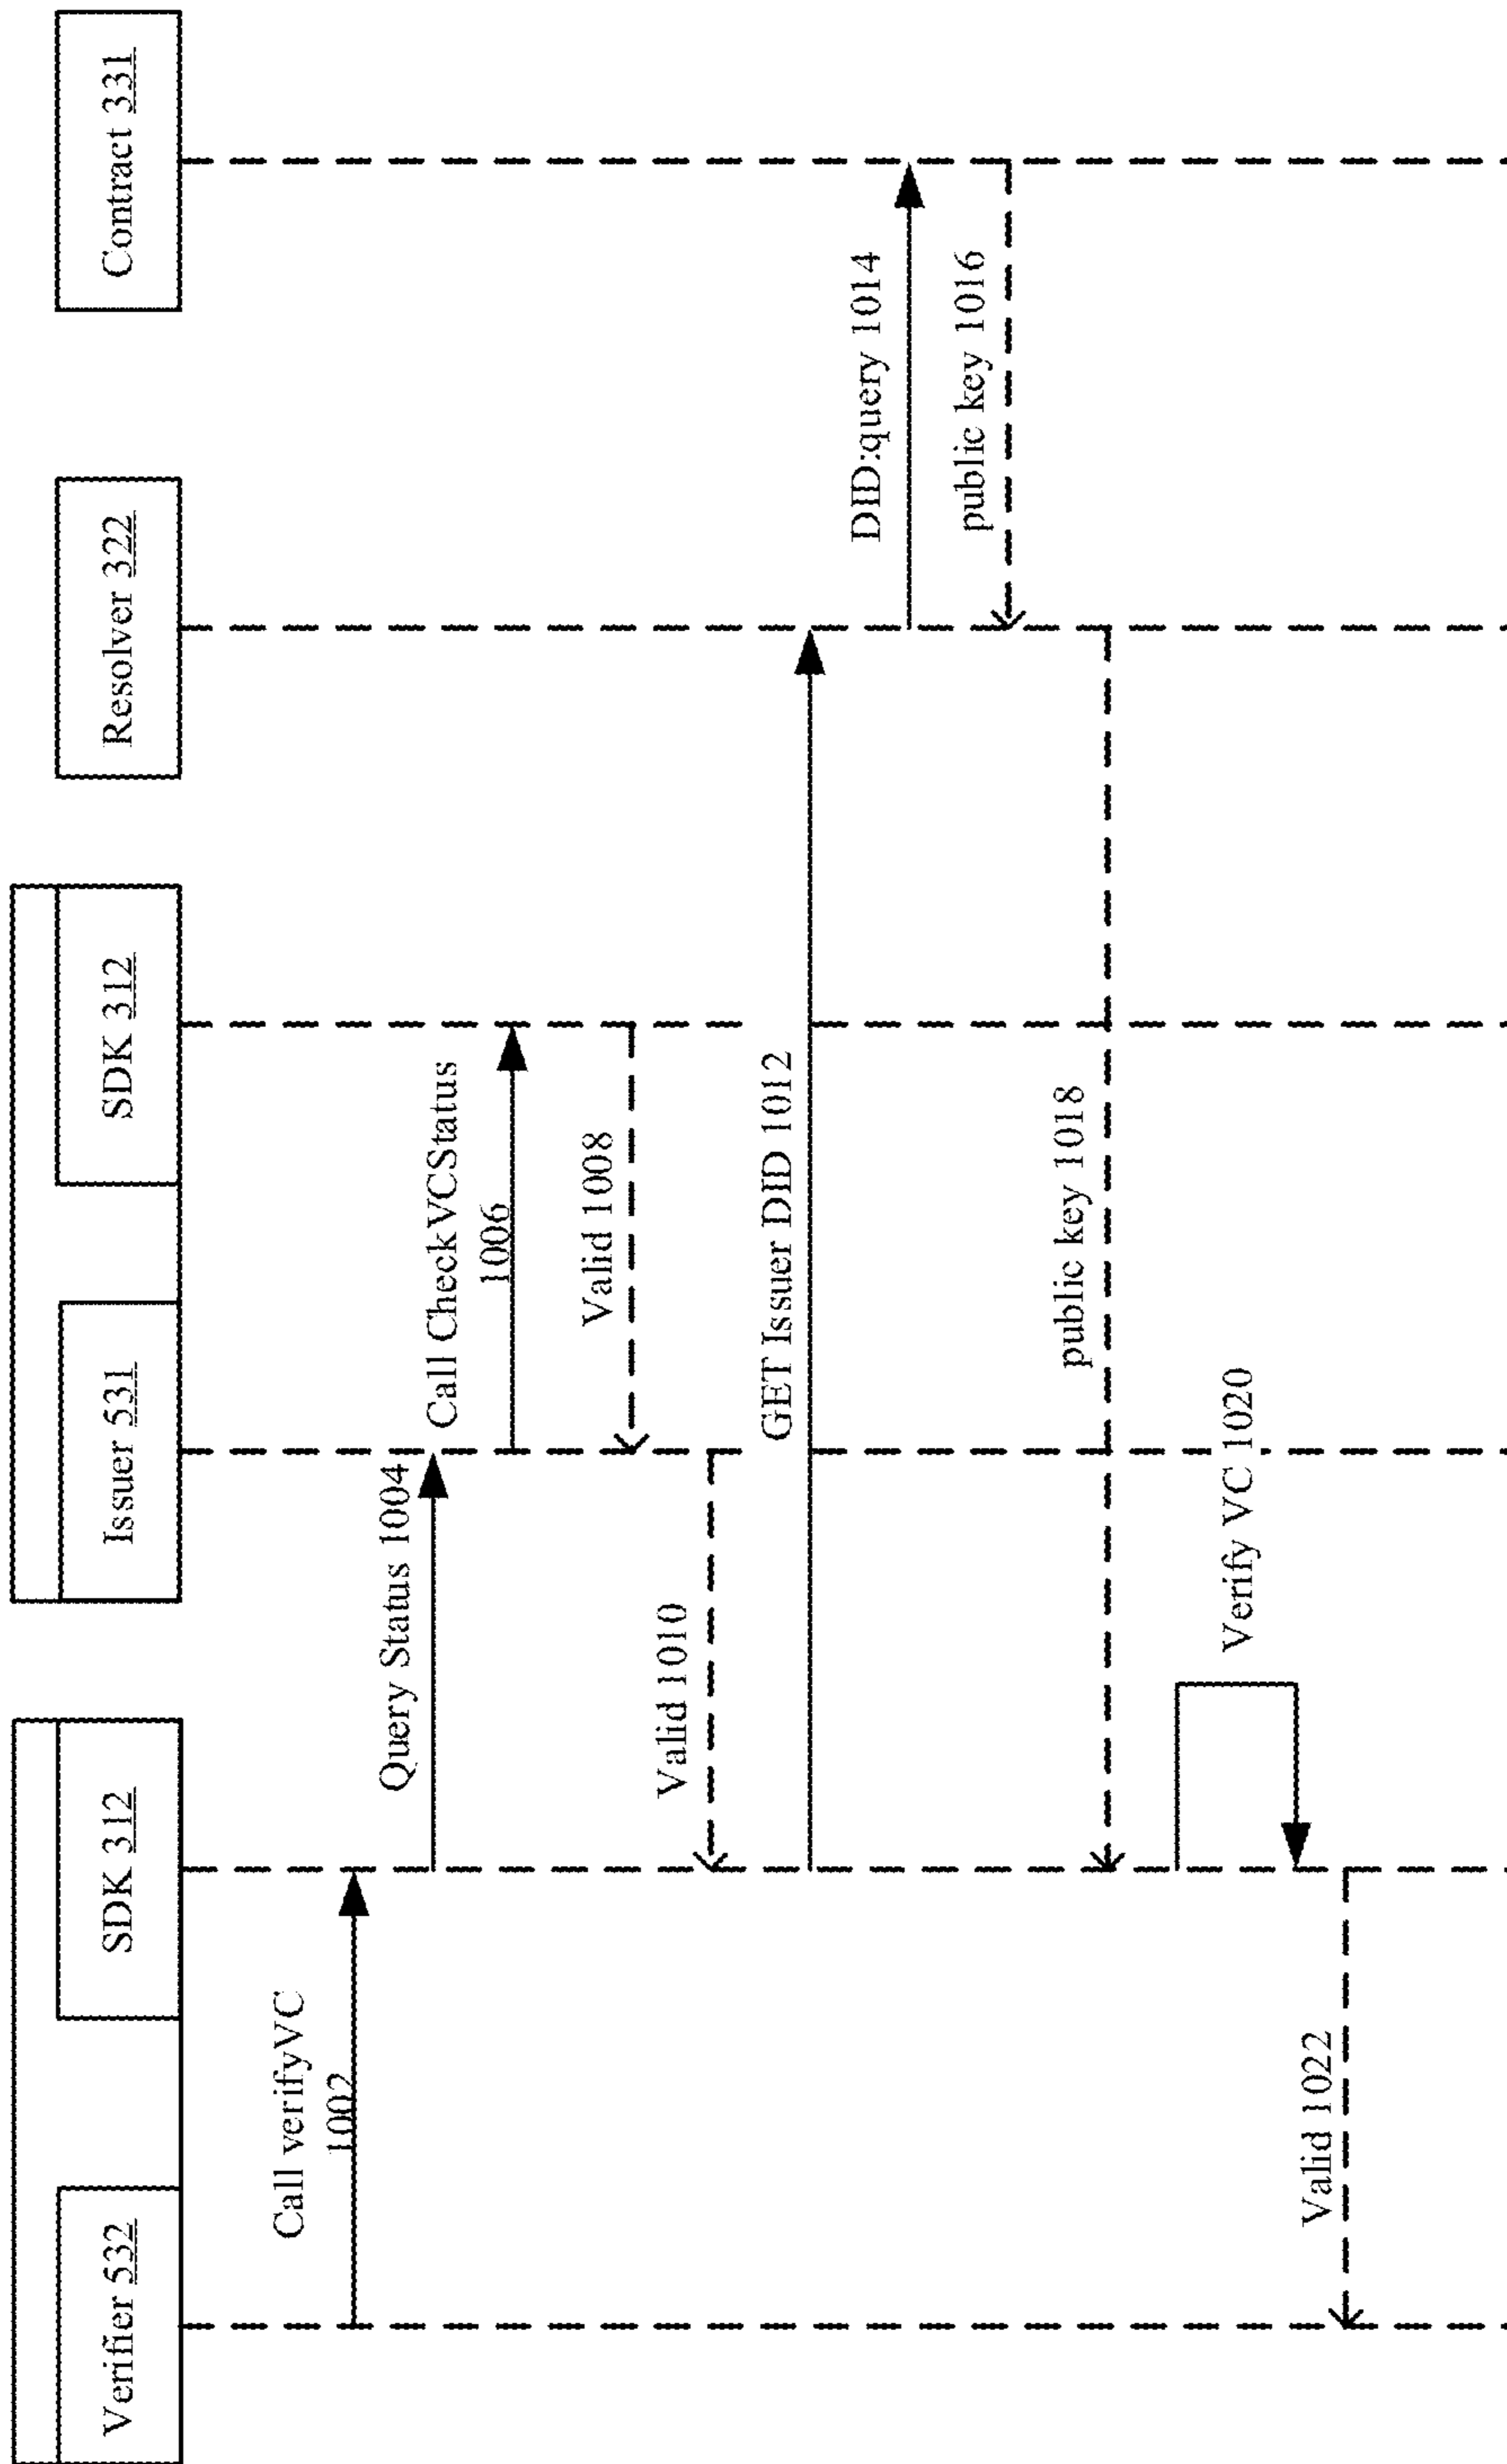 Verifier 532
SDK 312
Issuer 531
SDK 312
Resolver 322
Contract 331
Call verifyVC
1002
Query Status 1004
Call CheckVCStatus
1006
Valid 1008
Valid 1010
GET Issuer DID 1012
DID:query 1014
public key 1016
public key 1018
Verify VC 1020
Valid 1022